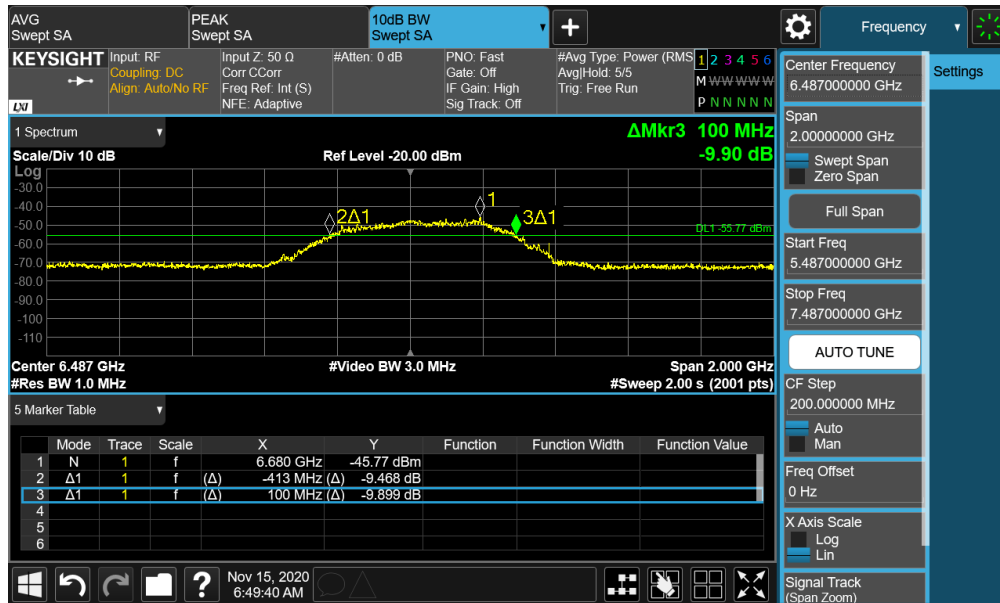 AVG
Swept SA
PEAK
Swept SA
10dB BW
Swept SA
Frequency
KEYSIGHT
Input: RF
Coupling: DC
Align: Auto/No RF
Input Z: 50 Ω
Corr CCorr
Freq Ref: Int (S)
NFE: Adaptive
#Atten: 0 dB
PNO: Fast
Gate: Off
IF Gain: High
Sig Track: Off
#Avg Type: Power (RMS
Avg|Hold: 5/5
Trig: Free Run
1 2 3 4 5 6
M W W W W W
P N N N N N
LXI
1 Spectrum
Scale/Div 10 dB
Ref Level -20.00 dBm
ΔMkr3 100 MHz
-9.90 dB
Log
-30.0
-40.0
-50.0
-60.0
-70.0
-80.0
-90.0
-100
-110
1
2Δ1
3Δ1
DL1 -55.77 dBm
Center 6.487 GHz
#Video BW 3.0 MHz
Span 2.000 GHz
#Res BW 1.0 MHz
#Sweep 2.00 s (2001 pts)
5 Marker Table
Mode Trace Scale X Y Function Function Width Function Value
1 N 1 f 6.680 GHz -45.77 dBm
2 Δ1 1 f (Δ) -413 MHz (Δ) -9.468 dB
3 Δ1 1 f (Δ) 100 MHz (Δ) -9.899 dB
4
5
6
Center Frequency
6.487000000 GHz
Settings
Span
2.00000000 GHz
Swept Span
Zero Span
Full Span
Start Freq
5.487000000 GHz
Stop Freq
7.487000000 GHz
AUTO TUNE
CF Step
200.000000 MHz
Auto
Man
Freq Offset
0 Hz
X Axis Scale
Log
Lin
Signal Track
(Span Zoom)
?
Nov 15, 2020
6:49:40 AM